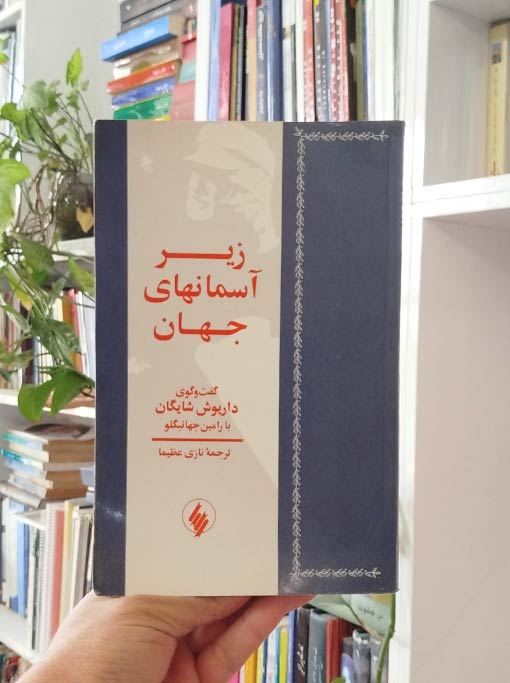 زیر
آسمانهای
جهان
گفت‌وگوی
داریوش شایگان
با رامین جهانبگلو
ترجمهٔ نازی عظیما